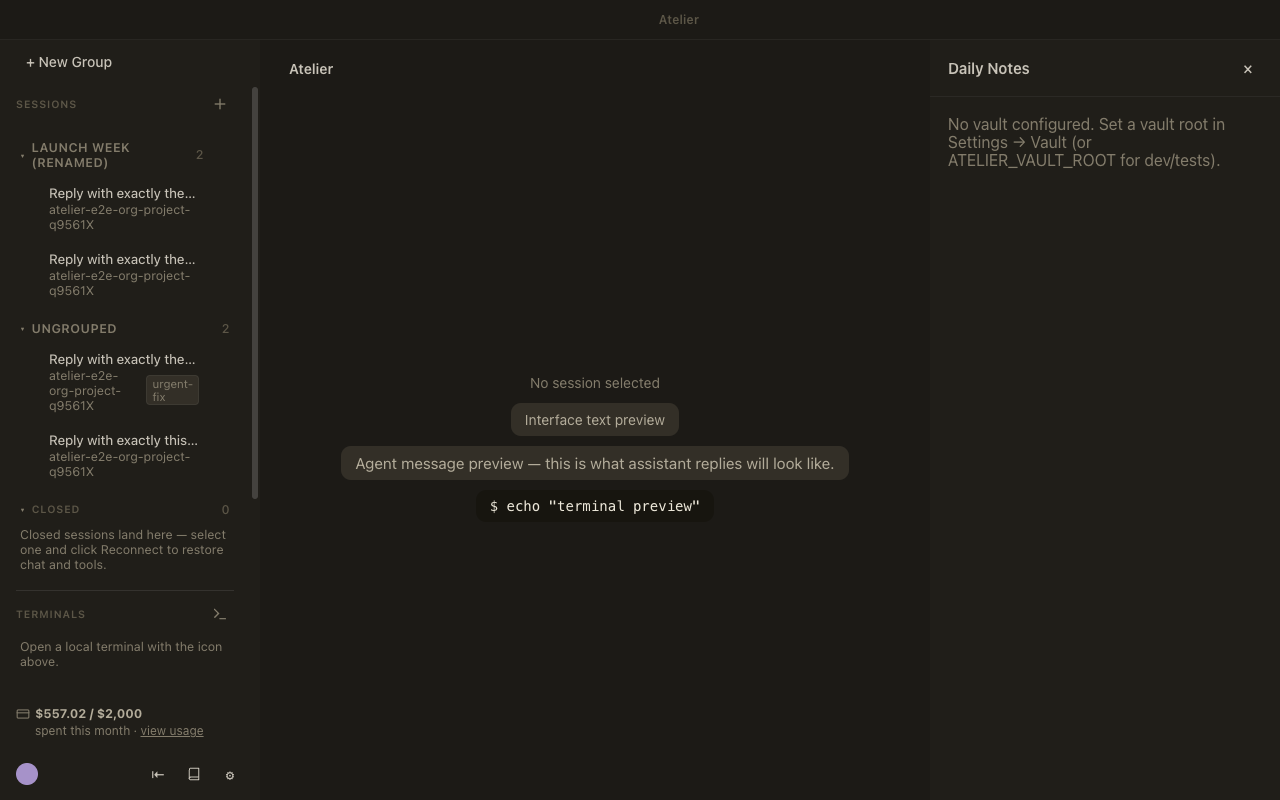 Atelier
+ New Group
SESSIONS
LAUNCH WEEK
(RENAMED)
2
Reply with exactly the...
atelier-e2e-org-project-
q9561X
Reply with exactly the...
atelier-e2e-org-project-
q9561X
UNGROUPED
2
Reply with exactly the...
atelier-e2e-
org-project-
q9561X
urgent-
fix
Reply with exactly this...
atelier-e2e-org-project-
q9561X
CLOSED
0
Closed sessions land here — select
one and click Reconnect to restore
chat and tools.
TERMINALS
Open a local terminal with the icon
above.
$557.02 / $2,000
spent this month · view usage
Atelier
No session selected
Interface text preview
Agent message preview — this is what assistant replies will look like.
$ echo "terminal preview"
Daily Notes
No vault configured. Set a vault root in
Settings → Vault (or
ATELIER_VAULT_ROOT for dev/tests).